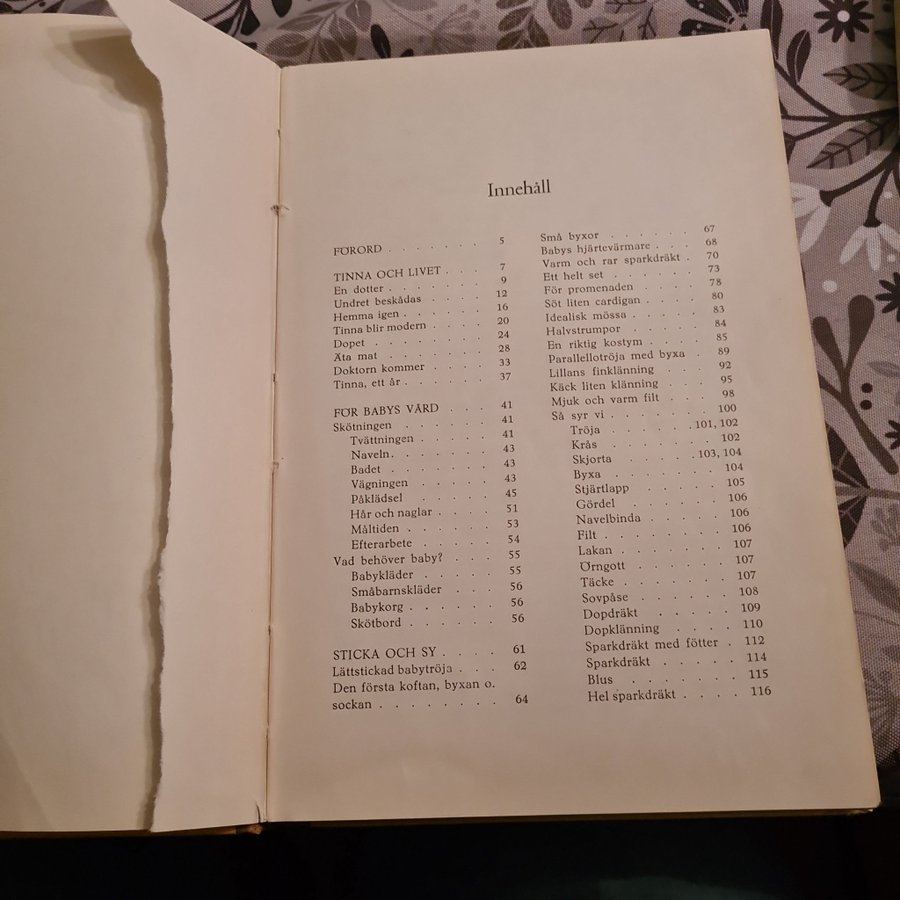 Innehåll
FÖRORD . . . . . . . 5
TINNA OCH LIVET . . . 7
En dotter . . . . . . . 9
Undret beskådas . . . . 12
Hemma igen . . . . . . 16
Tinna blir modern . . . . 20
Dopet . . . . . . . 24
Äta mat . . . . . . . 28
Doktorn kommer . . . . 33
Tinna, ett år . . . . . . 37
FÖR BABYS VÅRD . . . 41
Skötningen . . . . . . 41
Tvättningen . . . . . 41
Naveln . . . . . . . 43
Badet . . . . . . . 43
Vägningen . . . . . 43
Påklädsel . . . . . 45
Hår och naglar . . . . 51
Måltiden . . . . . . 53
Efterarbete . . . . . 54
Vad behöver baby? . . . 55
Babykläder . . . . . 55
Småbarnskläder . . . 56
Babykorg . . . . . . 56
Skötbord . . . . . . 56
STICKA OCH SY . . . . 61
Lättstickad babytröja . . . 62
Den första koftan, byxan o.
sockan . . . . . . . 64
Små byxor . . . . . . 67
Babys hjärtevärmare . . . 68
Varm och rar sparkdräkt . 70
Ett helt set . . . . . . 73
För promenaden . . . . 78
Söt liten cardigan . . . . 80
Idealisk mössa . . . . . 83
Halvstrumpor . . . . . 84
En riktig kostym . . . . 85
Parallellotröja med byxa . 89
Lillans finklänning . . . 92
Käck liten klänning . . . 95
Mjuk och varm filt . . . 98
Så syr vi . . . . . . . 100
Tröja . . . . . . 101, 102
Krås . . . . . . . 102
Skjorta . . . . . 103, 104
Byxa . . . . . . . 104
Stjärtlapp . . . . . 105
Gördel . . . . . . 106
Navelbinda . . . . . 106
Filt . . . . . . . . 106
Lakan . . . . . . . 107
Örngott . . . . . . 107
Täcke . . . . . . . 107
Sovpåse . . . . . . 108
Dopdräkt . . . . . 109
Dopklänning . . . . 110
Sparkdräkt med fötter . 112
Sparkdräkt . . . . . 114
Blus . . . . . . . 115
Hel sparkdräkt . . . . 116